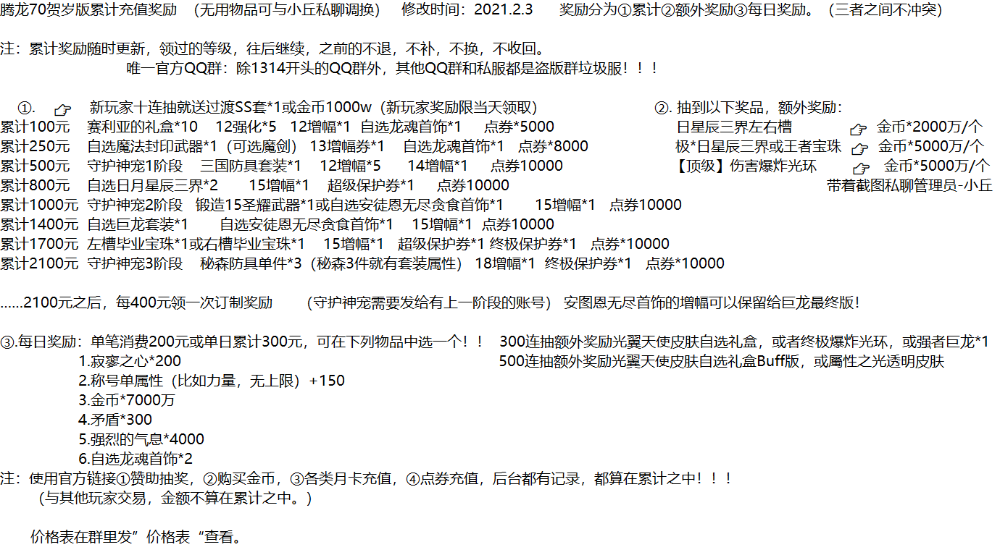 腾龙70贺岁版累计充值奖励 （无用物品可与小丘私聊调换） 修改时间：2021.2.3 奖励分为①累计②额外奖励③每日奖励。（三者之间不冲突）
注：累计奖励随时更新，领过的等级，往后继续，之前的不退，不补，不换，不收回。
唯一官方QQ群：除1314开头的QQ群外，其他QQ群和私服都是盗版群垃圾服！！！
①. 👉 新玩家十连抽就送过渡SS套*1或金币1000w（新玩家奖励限当天领取） ②. 抽到以下奖品，额外奖励：
累计100元 赛利亚的礼盒*10 12强化*5 12增幅*1 自选龙魂首饰*1 点券*5000 日星辰三界左右槽 👉 金币*2000万/个
累计250元 自选魔法封印武器*1（可选魔剑） 13增幅券*1 自选龙魂首饰*1 点券*8000 极*日星辰三界或王者宝珠 👉 金币*5000万/个
累计500元 守护神宠1阶段 三国防具套装*1 12增幅*5 14增幅*1 点券10000 【顶级】伤害爆炸光环 👉 金币*5000万/个
累计800元 自选日月星辰三界*2 15增幅*1 超级保护券*1 点券10000 带着截图私聊管理员-小丘
累计1000元 守护神宠2阶段 锻造15圣耀武器*1或自选安徒恩无尽贪食首饰*1 15增幅*1 点券10000
累计1400元 自选巨龙套装*1 自选安徒恩无尽贪食首饰*1 15增幅*1 点券*10000
累计1700元 左槽毕业宝珠*1或右槽毕业宝珠*1 15增幅*1 超级保护券*1 终极保护券*1 点券*10000
累计2100元 守护神宠3阶段 秘森防具单件*3（秘森3件就有套装属性） 18增幅*1 终极保护券*1 点券*10000
......2100元之后，每400元领一次订制奖励 （守护神宠需要发给有上一阶段的账号） 安图恩无尽首饰的增幅可以保留给巨龙最终版！
③.每日奖励：单笔消费200元或单日累计300元，可在下列物品中选一个！！ 300连抽额外奖励光翼天使皮肤自选礼盒，或者终极爆炸光环，或强者巨龙*1
1.寂寥之心*200 500连抽额外奖励光翼天使皮肤自选礼盒Buff版，或屬性之光透明皮肤
2.称号单属性（比如力量，无上限）+150
3.金币*7000万
4.矛盾*300
5.强烈的气息*4000
6.自选龙魂首饰*2
注：使用官方链接①赞助抽奖，②购买金币，③各类月卡充值，④点券充值，后台都有记录，都算在累计之中！！！
（与其他玩家交易，金额不算在累计之中。）
价格表在群里发”价格表“查看。